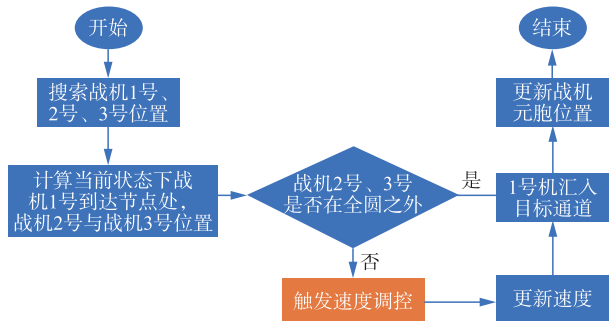 开始
搜索战机1号、
2号、3号位置
计算当前状态下战
机1号到达节点处，
战机2号与战机3号位置
战机2号、3号
是否在全圆之外
是
否
触发速度调控
更新速度
1号机汇入
目标通道
更新战机
元胞位置
结束